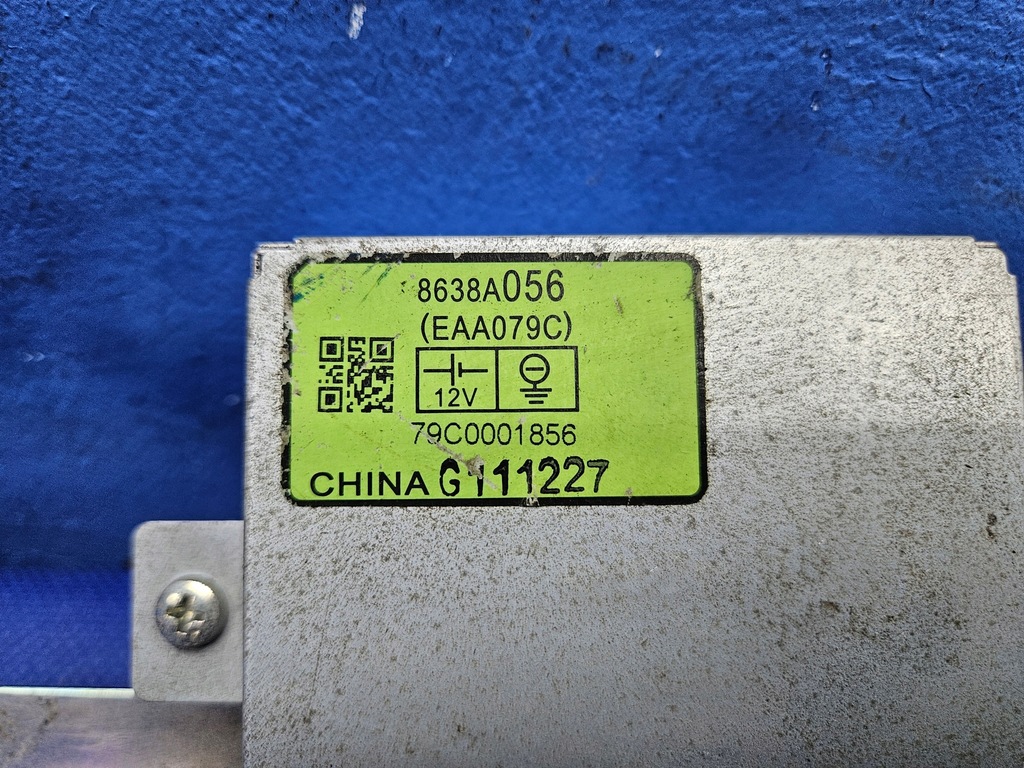 8638A056
(EAA079C)
12V
79C0001856
CHINA G111227